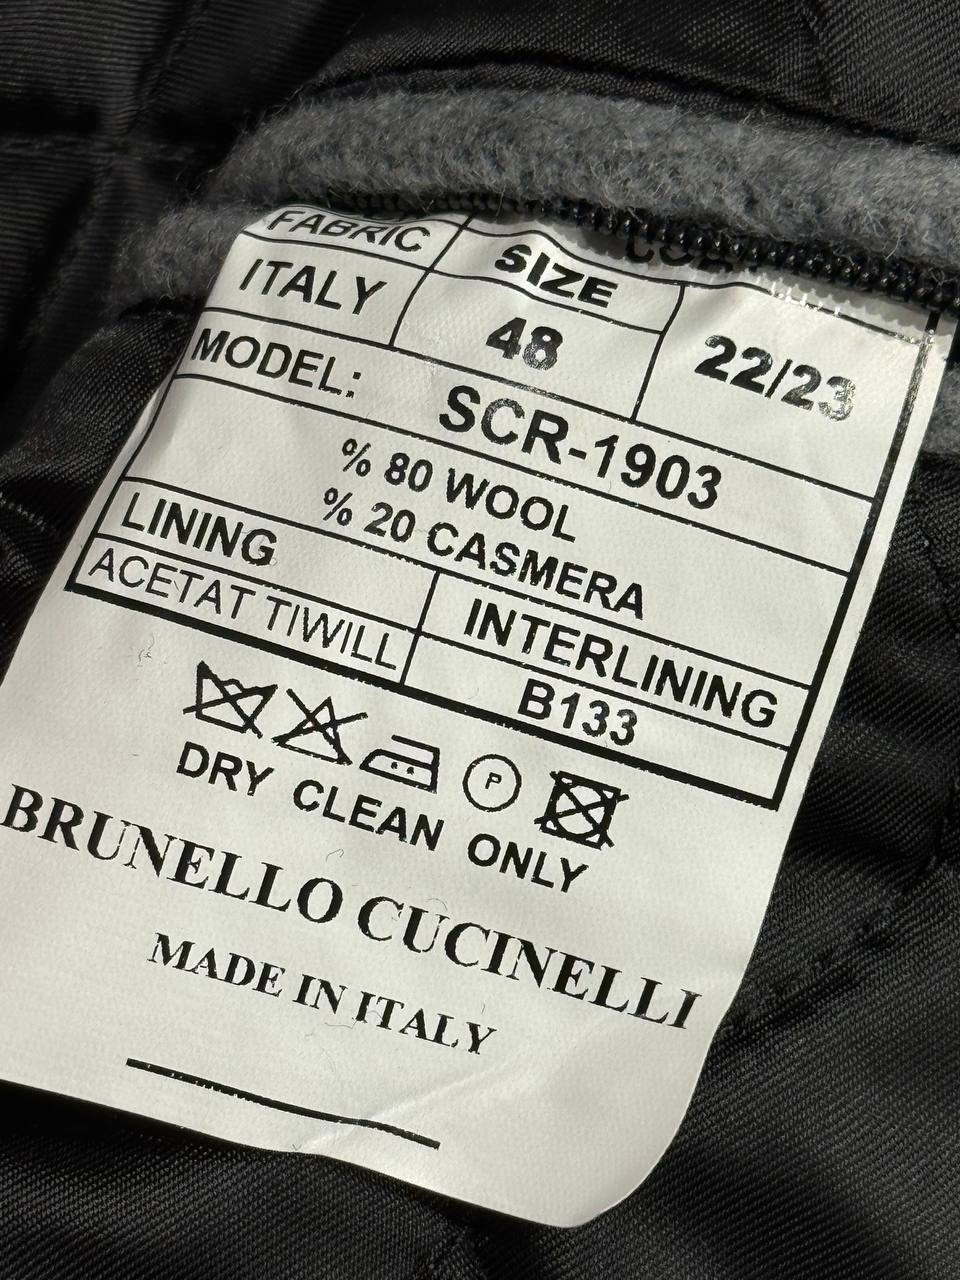 FABRIC SIZE
ITALY 48 22/23
MODEL: SCR-1903
% 80 WOOL
% 20 CASMERA
LINING INTERLINING
ACETAT TIWILL B133
P
DRY CLEAN ONLY
BRUNELLO CUCINELLI
MADE IN ITALY